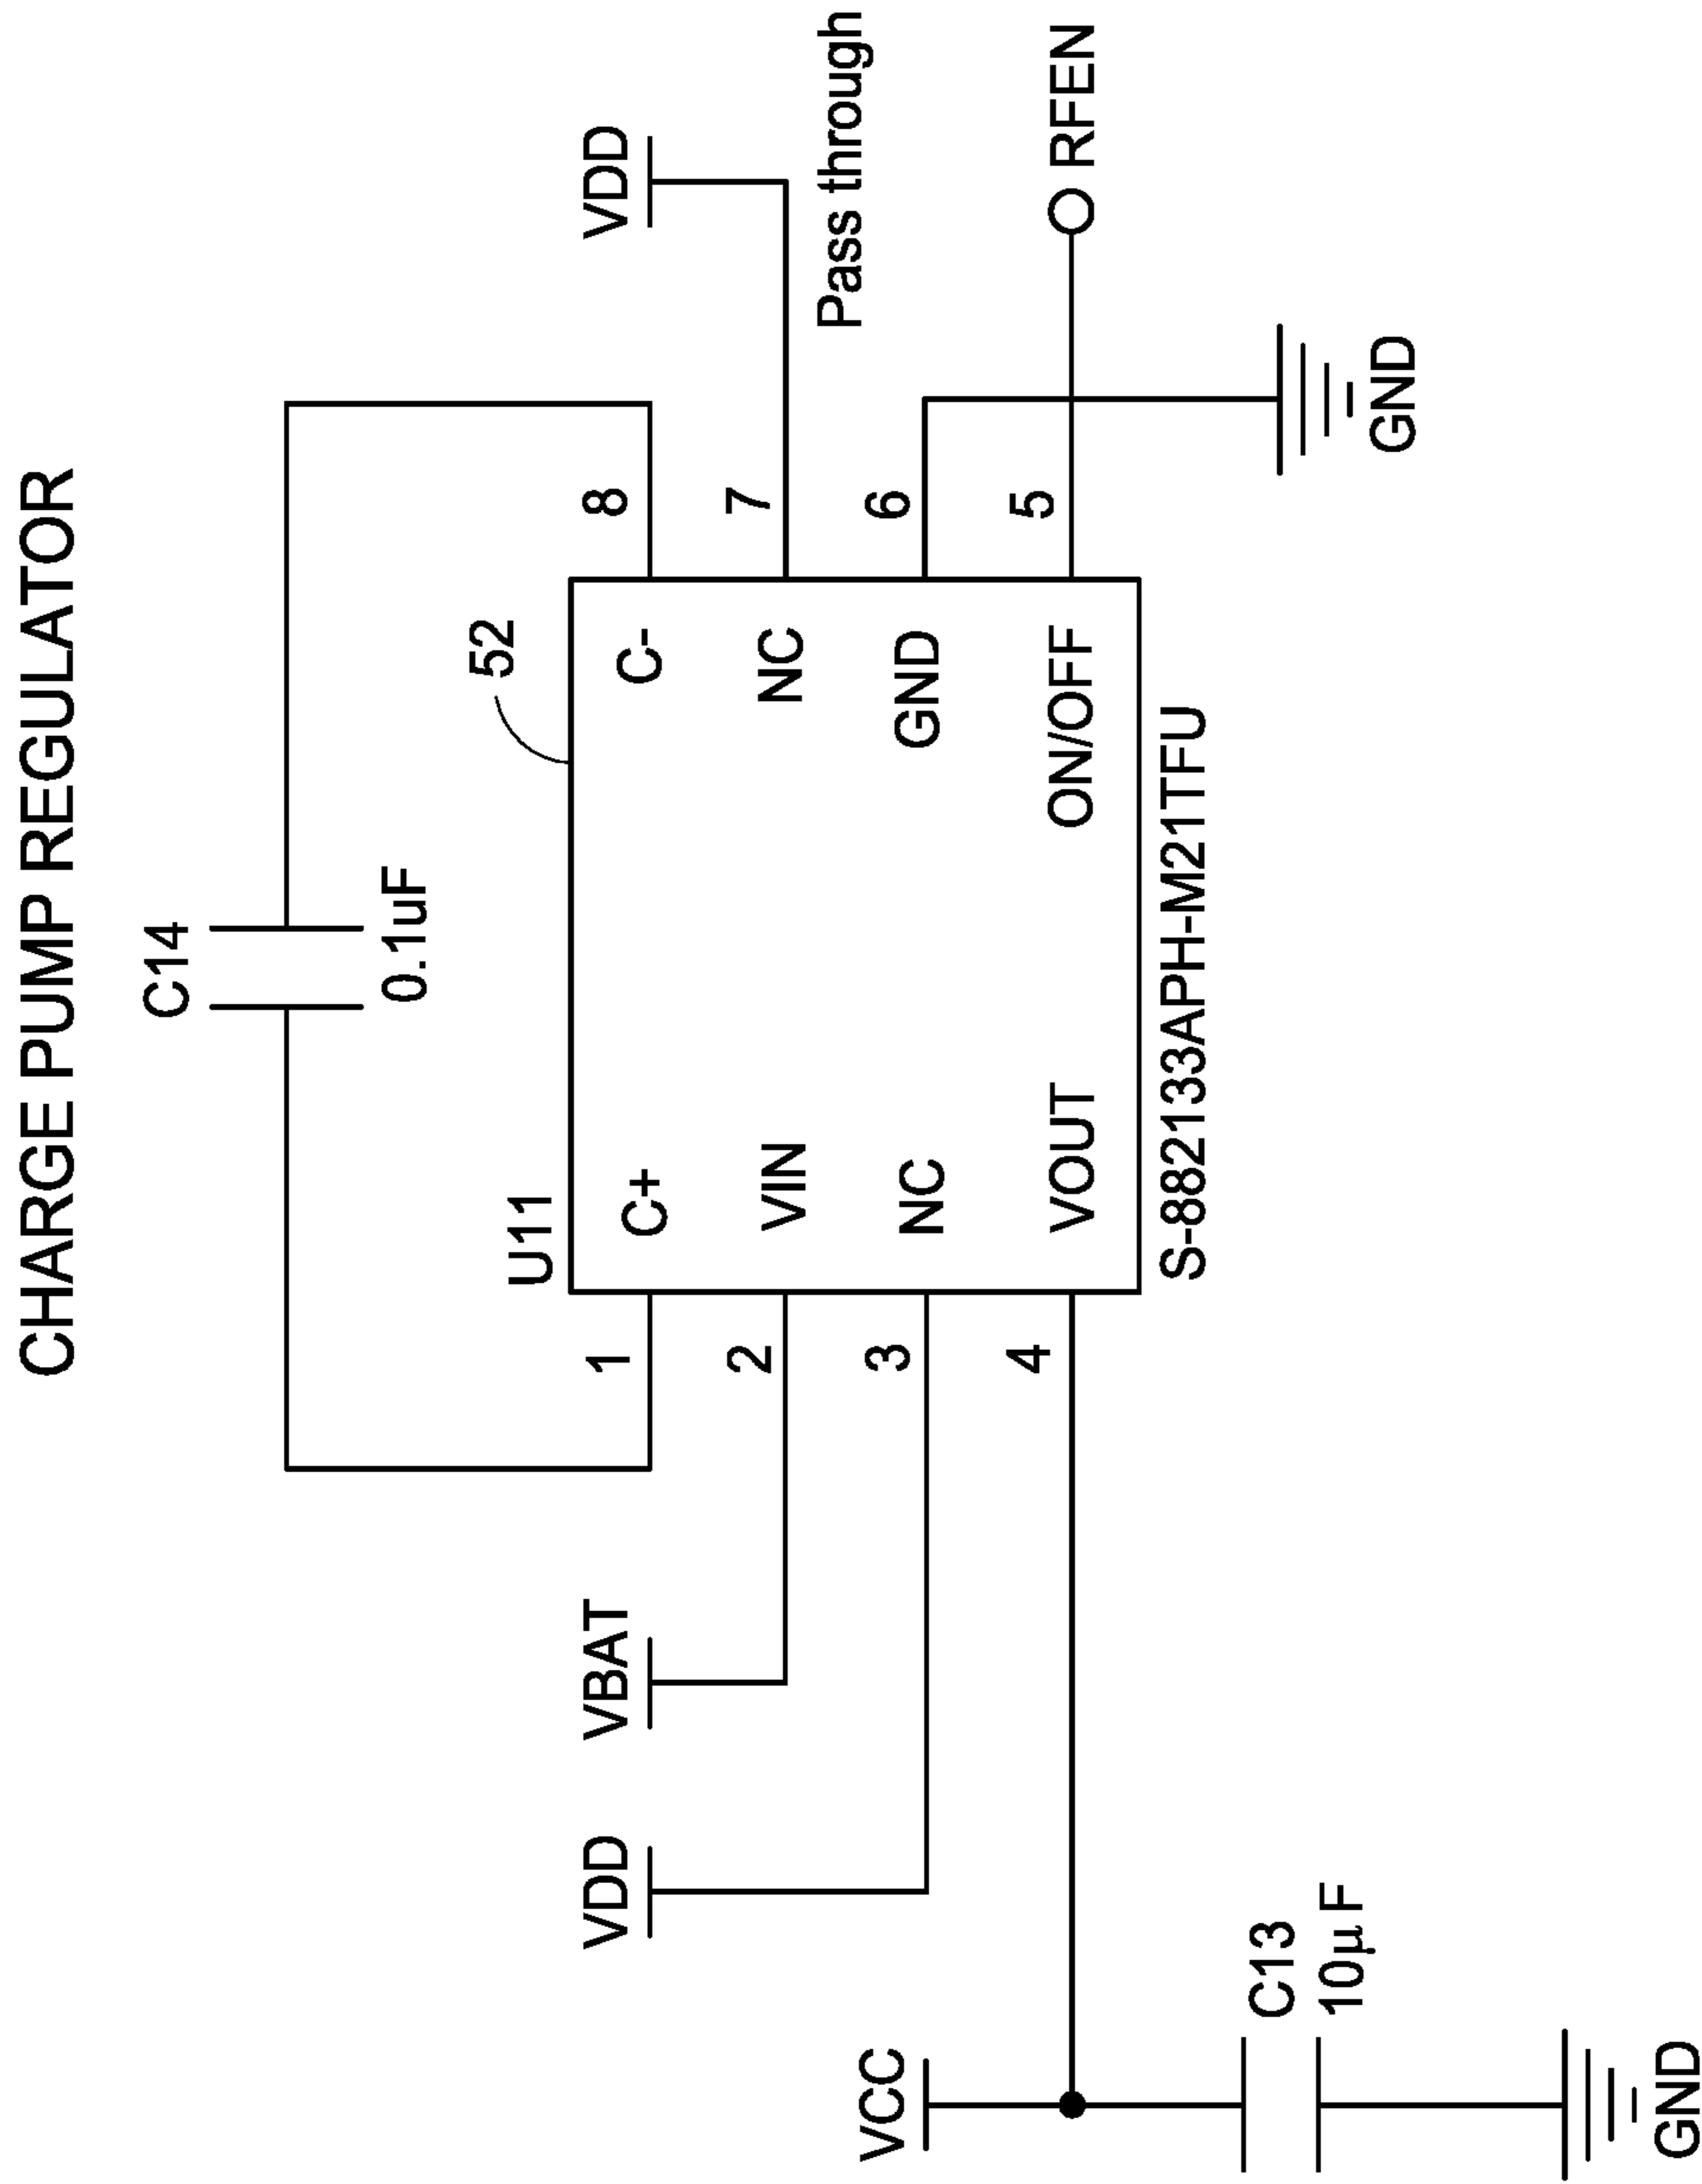 CHARGE PUMP REGULATOR
C14
0.1uF
VDD
VBAT
VDD
Pass through
U11
52
1
C+
C-
8
2
VIN
NC
7
3
NC
GND
6
4
VOUT
ON/OFF
5
RFEN
S-882133APH-M21TFU
VCC
C13
10µF
GND
GND